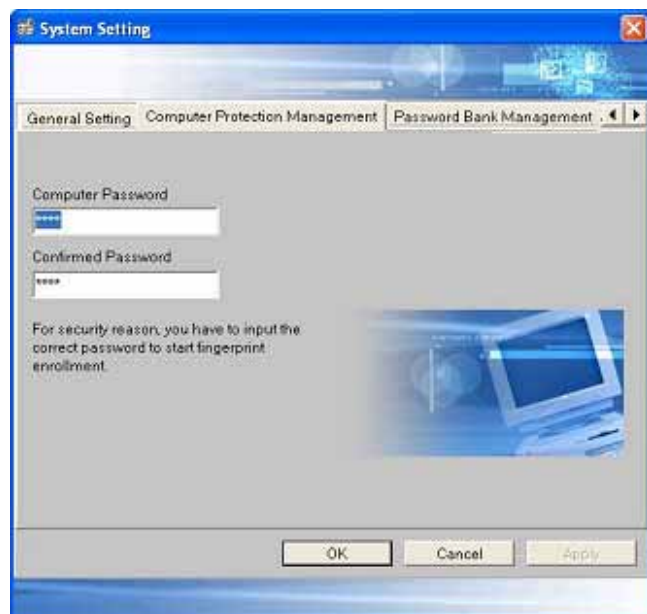 System Setting
General Setting Computer Protection Management Password Bank Management
Computer Password
****
Confirmed Password
****
For security reason, you have to input the
correct password to start fingerprint
enrollment.
OK Cancel Apply